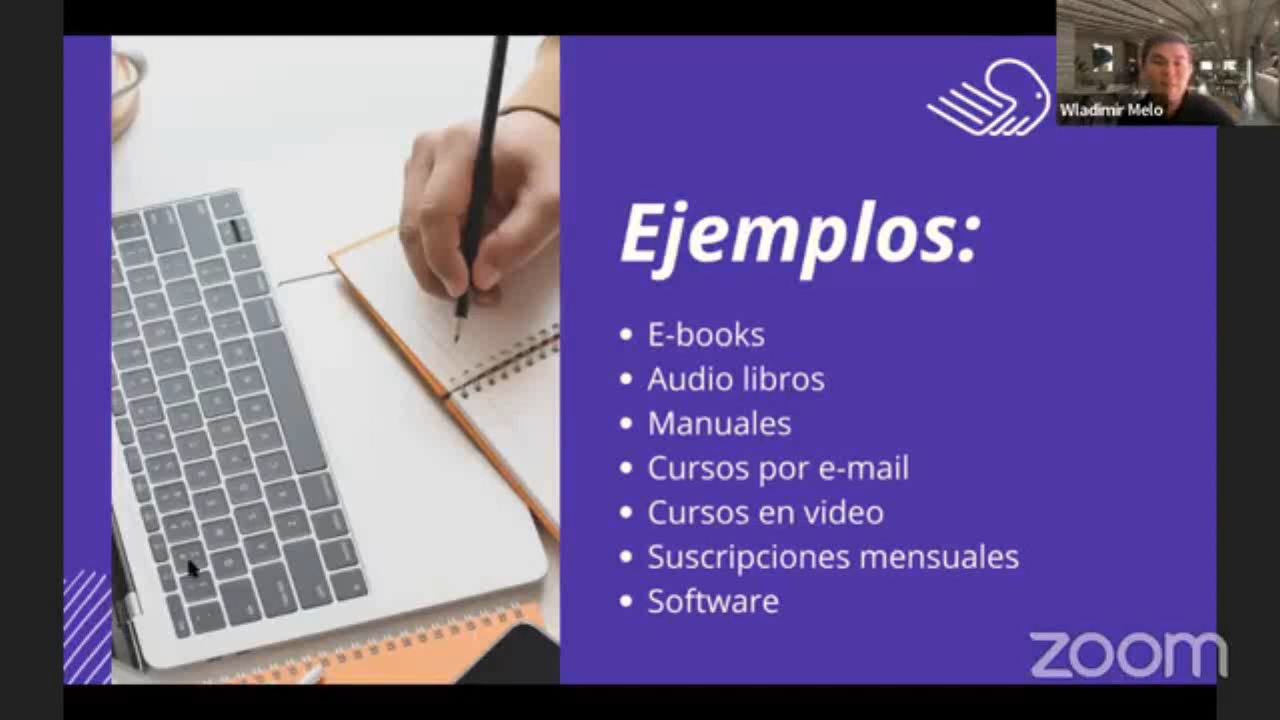 Wladimir Melo
Ejemplos:
• E-books
• Audio libros
• Manuales
• Cursos por e-mail
• Cursos en video
• Suscripciones mensuales
• Software
zoom